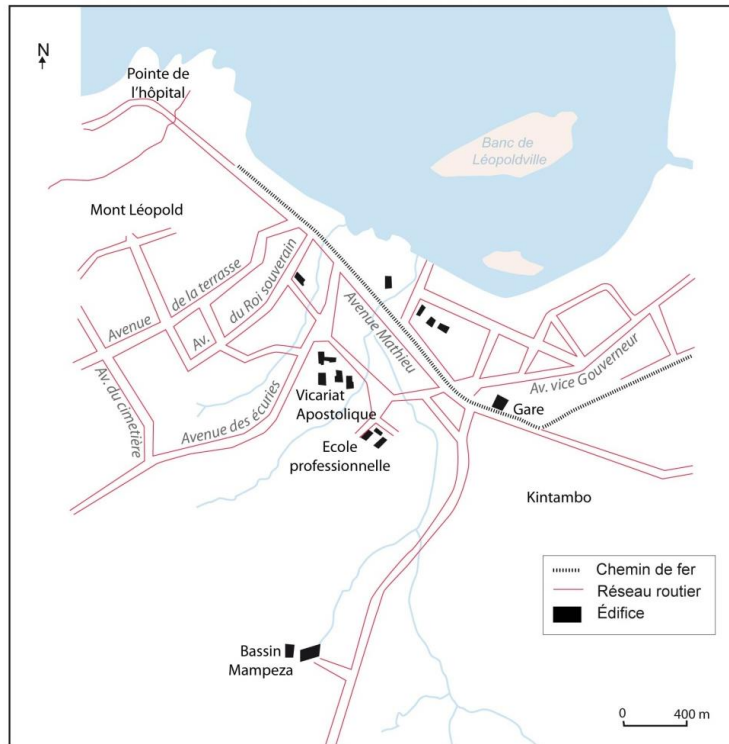 N
Pointe de
l'hôpital
Banc de
Léopoldville
Mont Léopold
Avenue de la terrasse
Av. du Roi souverain
Avenue Mathieu
Av. du cimetière
Avenue des écuries
Vicariat
Apostolique
Av. vice Gouverneur
Gare
Ecole
professionnelle
Kintambo
Bassin
Mampeza
Chemin de fer
Réseau routier
Édifice
0 400 m